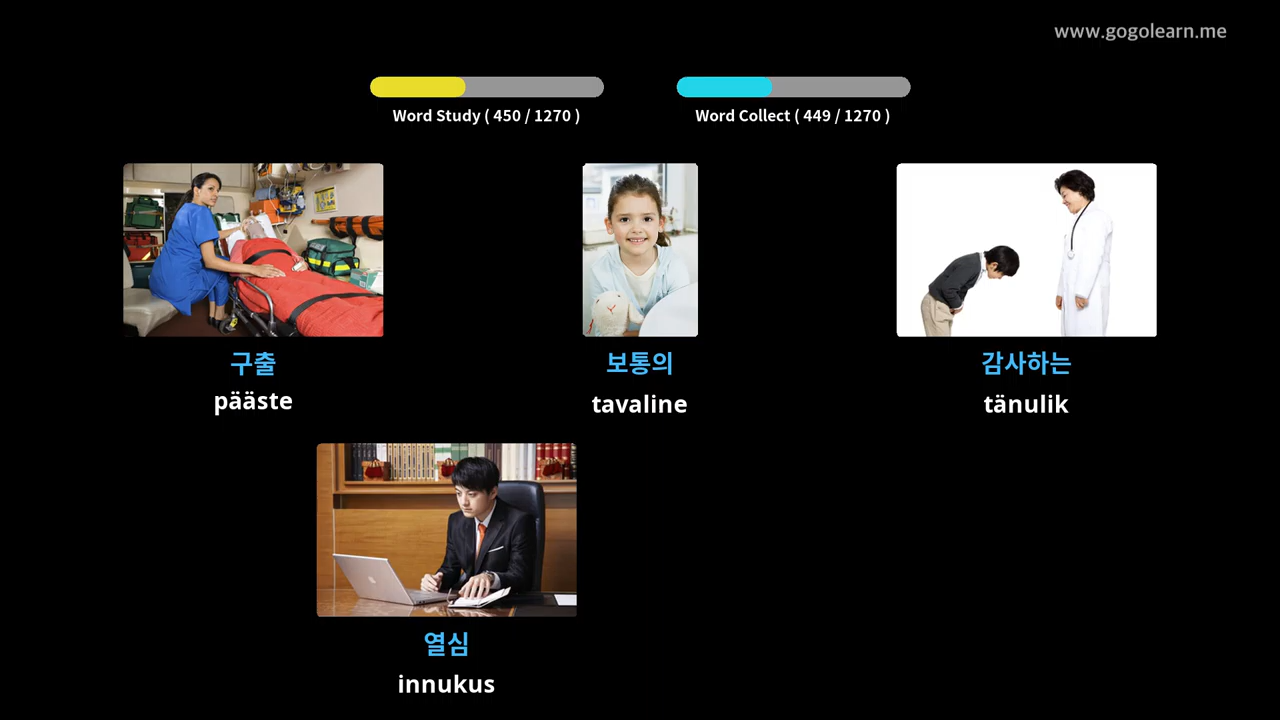 www.gogolearn.me
Word Study ( 450 / 1270 )
Word Collect ( 449 / 1270 )
구출
pääste
보통의
tavaline
감사하는
tänulik
열심
innukus